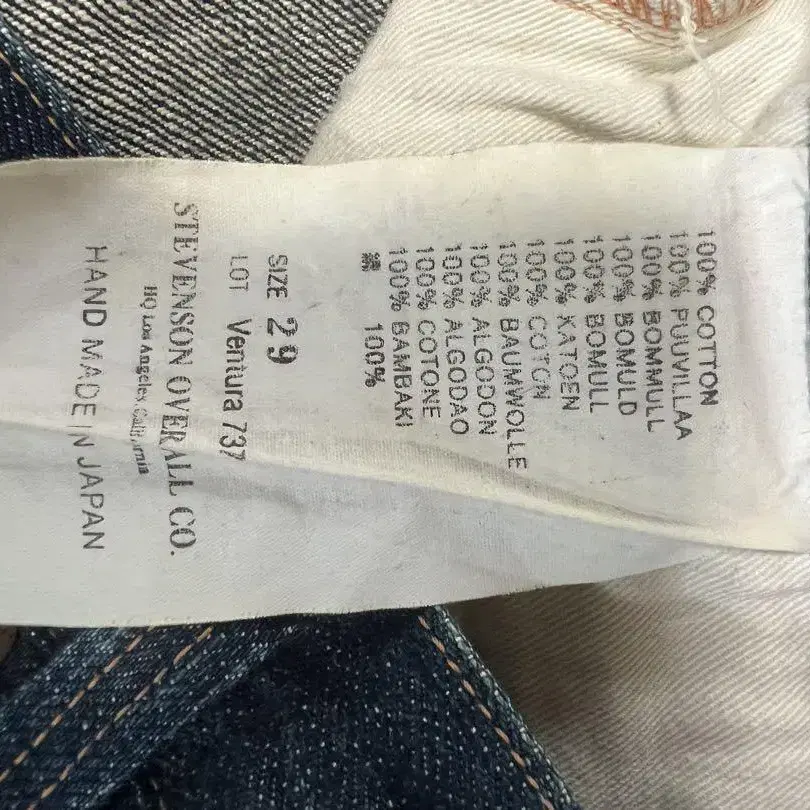 100% COTTON
100% PUUVILLAA
100% BOMMULL
100% BOMULD
100% BOMULL
100% KATOEN
100% COTON
100% BAUMWOLLE
100% ALGODON
100% ALGODAO
100% COTONE
100% BAMBAKI
綿 100%
SIZE 29
LOT Ventura 737
STEVENSON OVERALL CO.
HQ Los Angeles, California
HAND MADE IN JAPAN